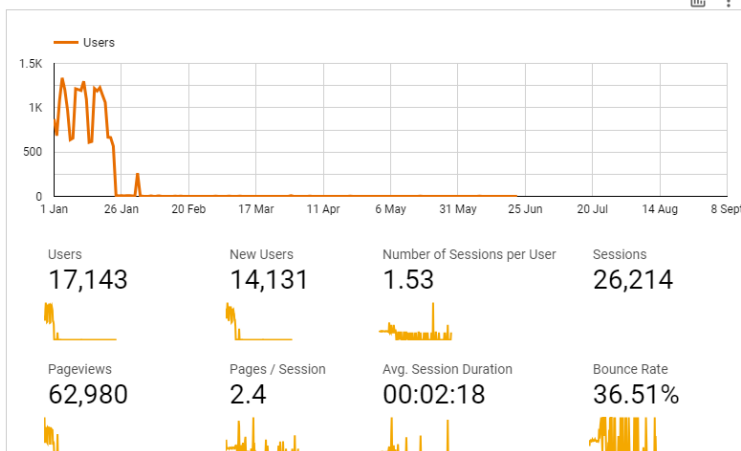 Users
1.5K
1K
500
0
1 Jan 26 Jan 20 Feb 17 Mar 11 Apr 6 May 31 May 25 Jun 20 Jul 14 Aug 8 Sept
Users New Users Number of Sessions per User Sessions
17,143 14,131 1.53 26,214
Pageviews Pages / Session Avg. Session Duration Bounce Rate
62,980 2.4 00:02:18 36.51%